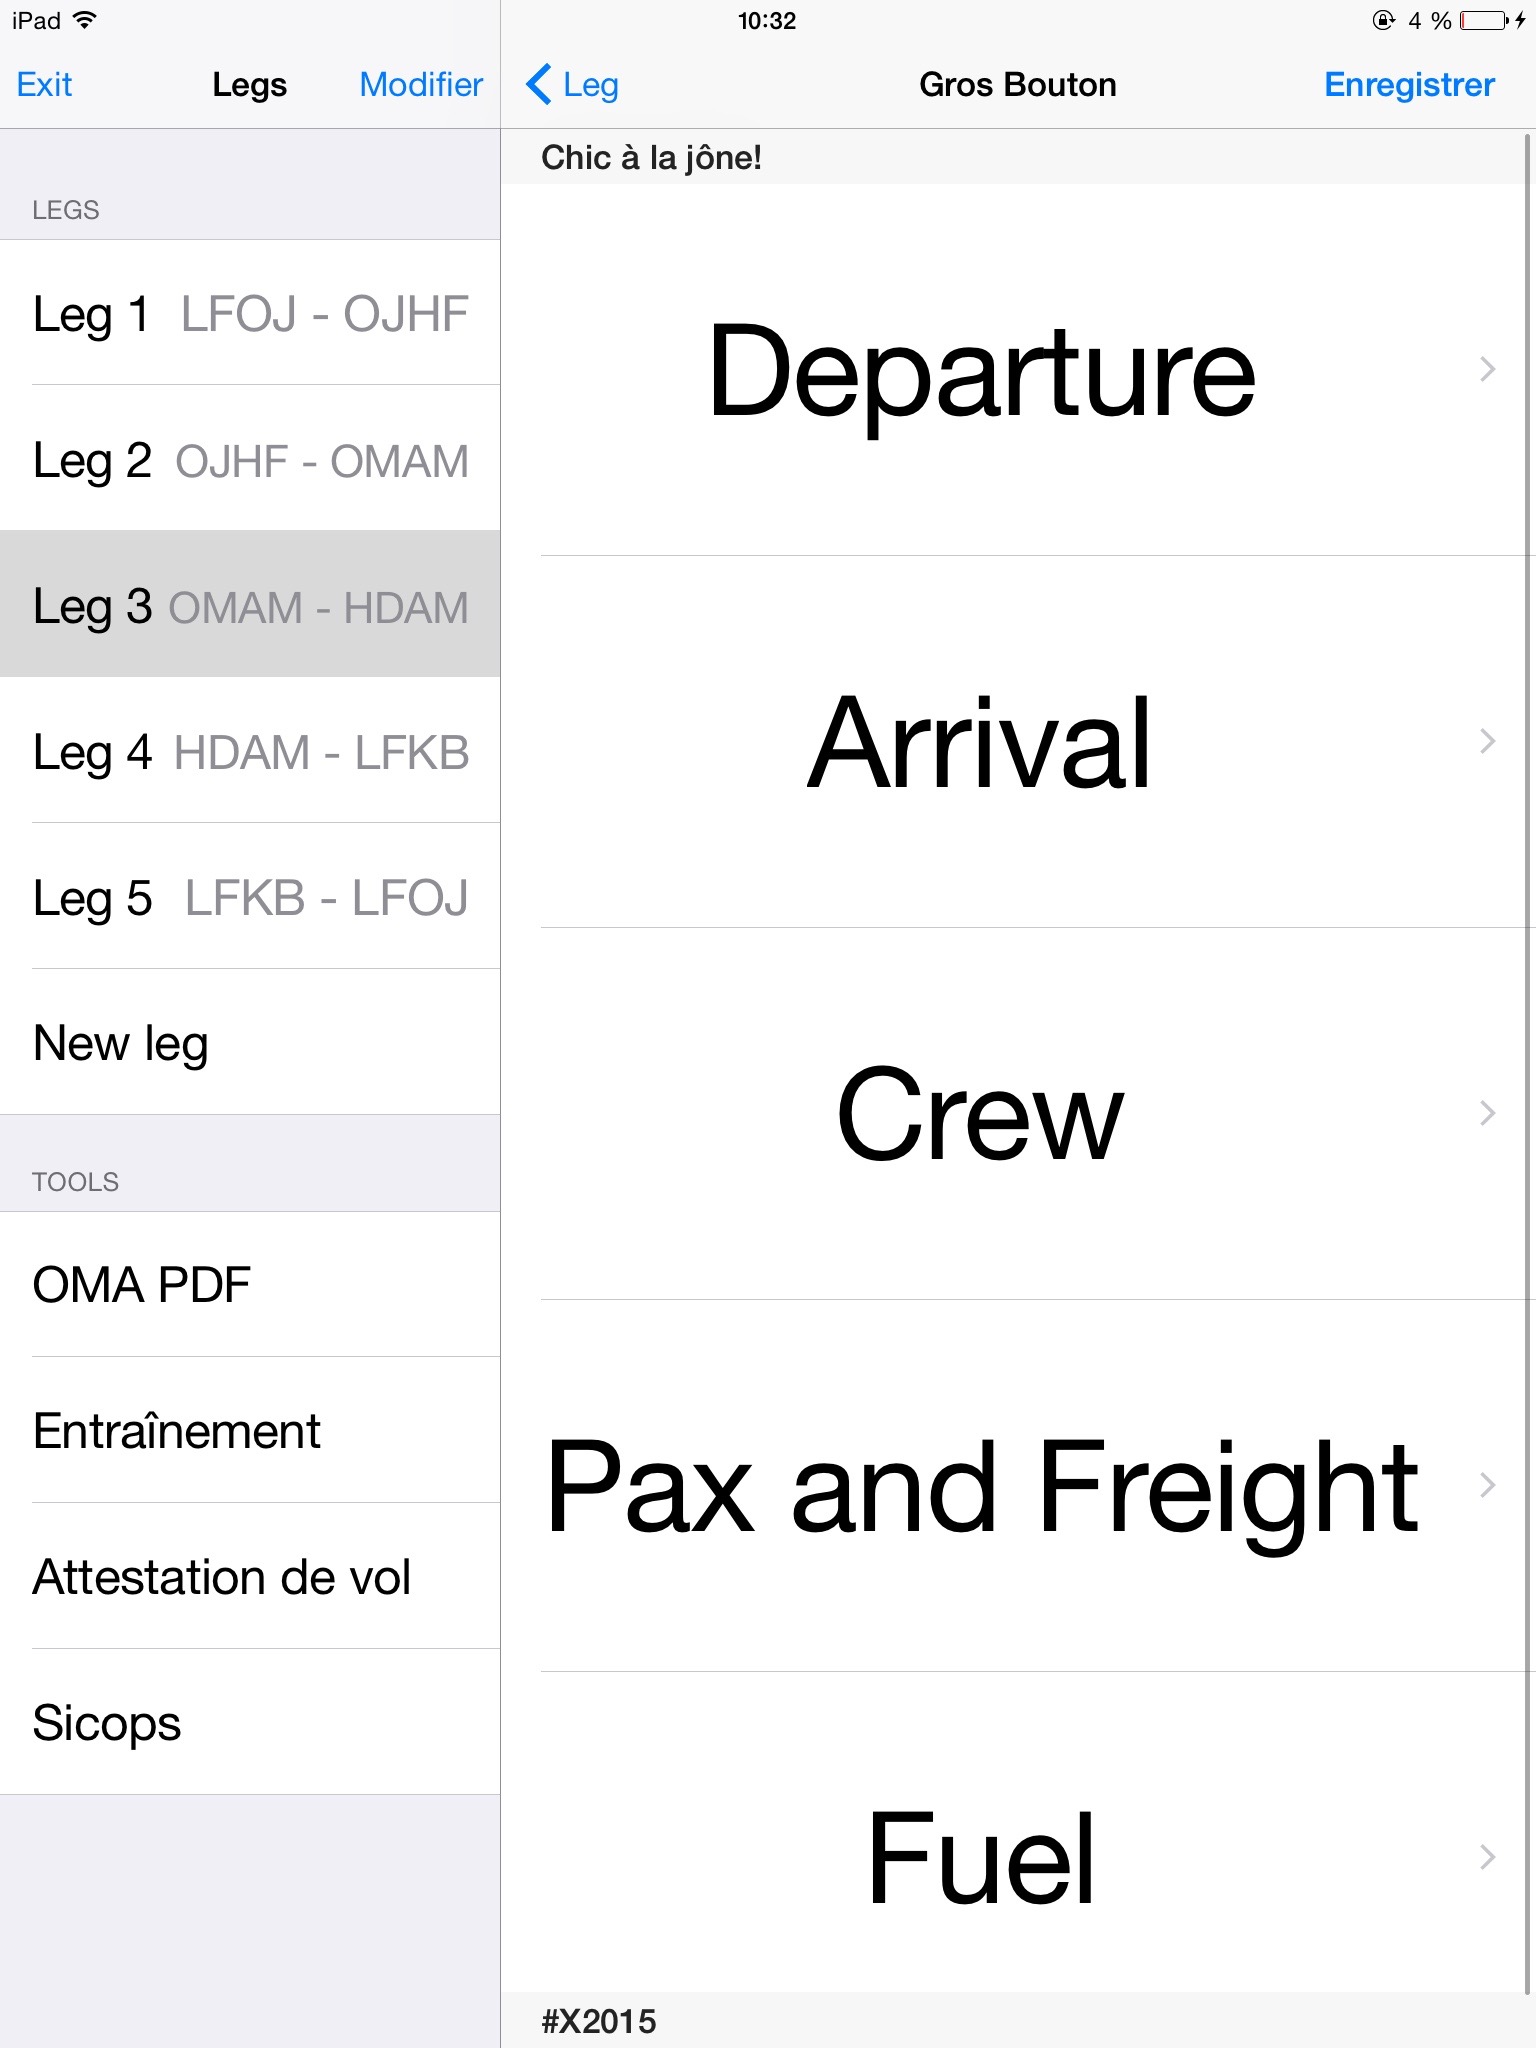 iPad 10:32 4 %
Exit Legs Modifier
LEGS
Leg 1 LFOJ - OJHF
Leg 2 OJHF - OMAM
Leg 3 OMAM - HDAM
Leg 4 HDAM - LFKB
Leg 5 LFKB - LFOJ
New leg
TOOLS
OMA PDF
Entraînement
Attestation de vol
Sicops
Leg Gros Bouton Enregistrer
Chic à la jône!
Departure
Arrival
Crew
Pax and Freight
Fuel
#X2015